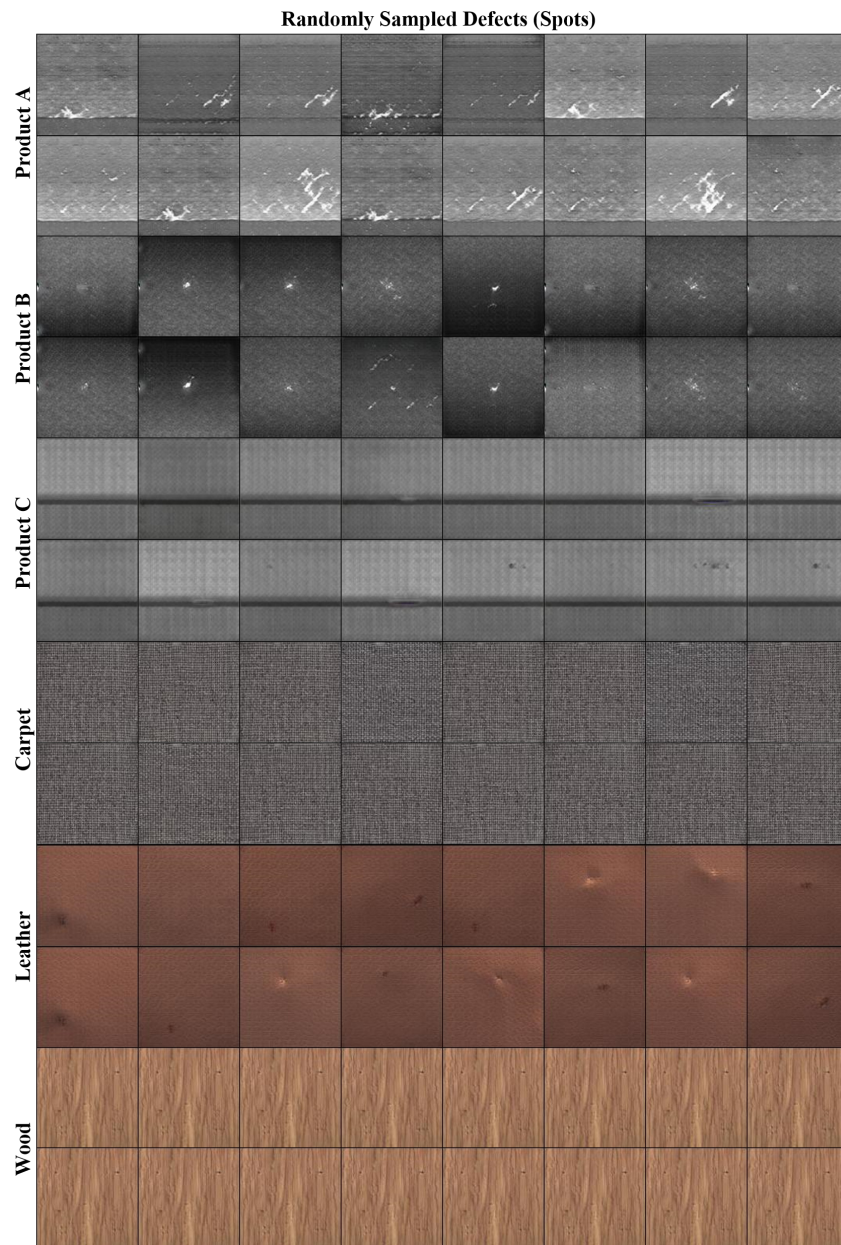 Randomly Sampled Defects (Spots)
Product A
Product B
Product C
Carpet
Leather
Wood